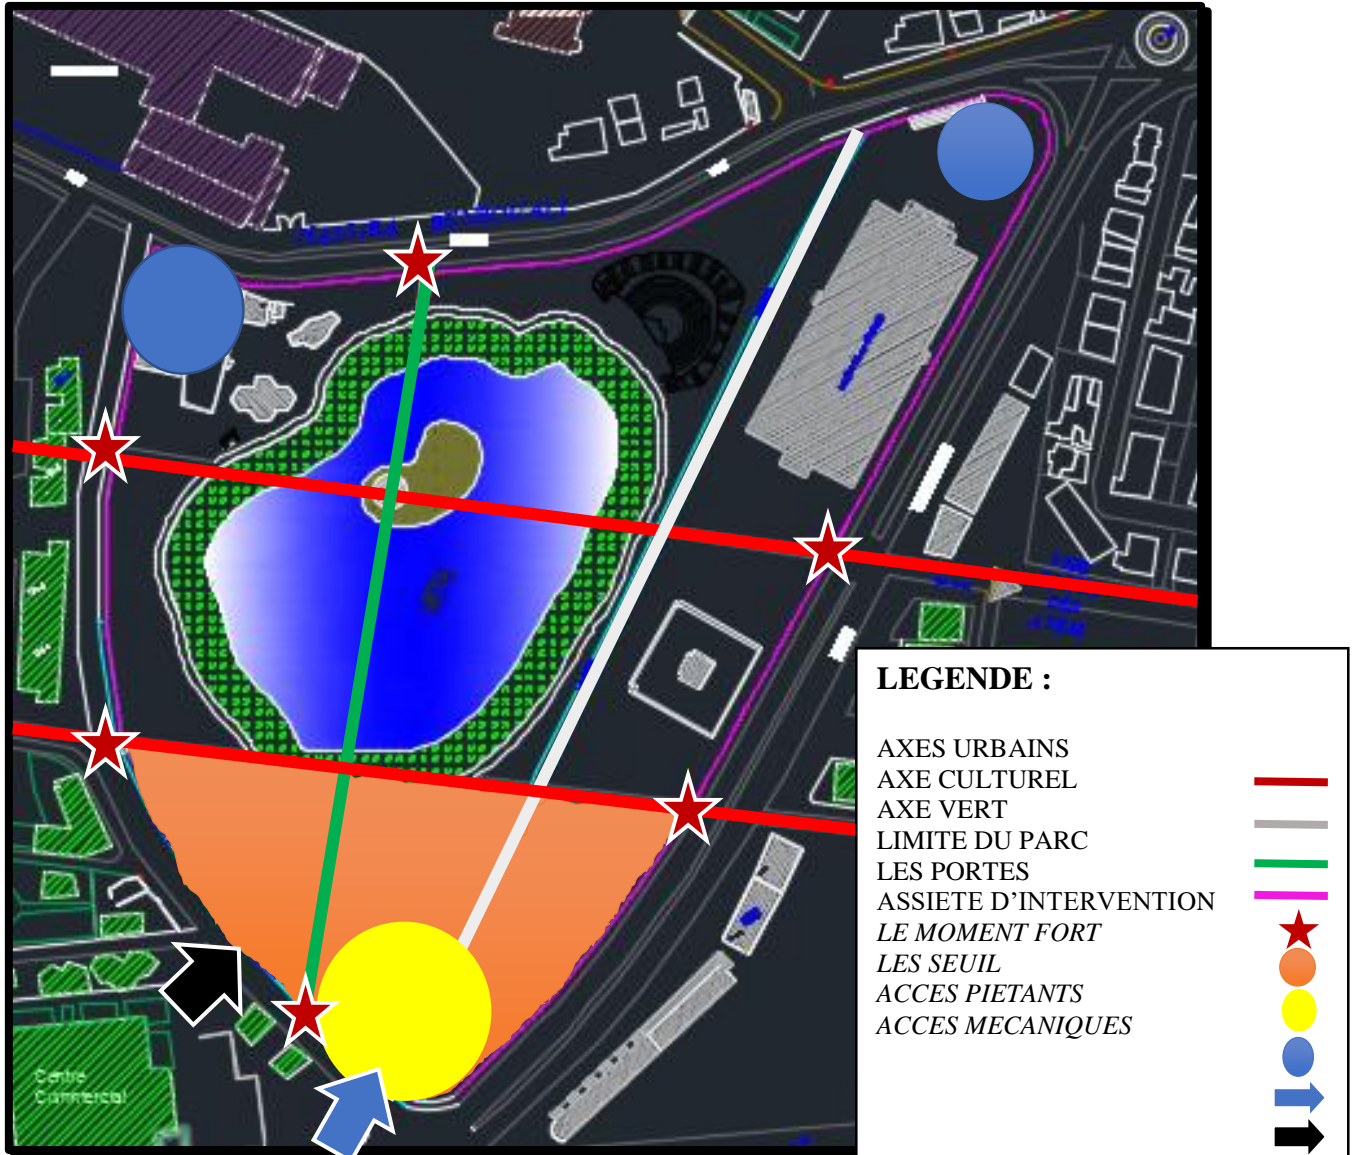 LEGENDE :
AXES URBAINS
AXE CULTUREL
AXE VERT
LIMITE DU PARC
LES PORTES
ASSIETE D’INTERVENTION
LE MOMENT FORT
LES SEUIL
ACCES PIETANTS
ACCES MECANIQUES
Centre
Commercial